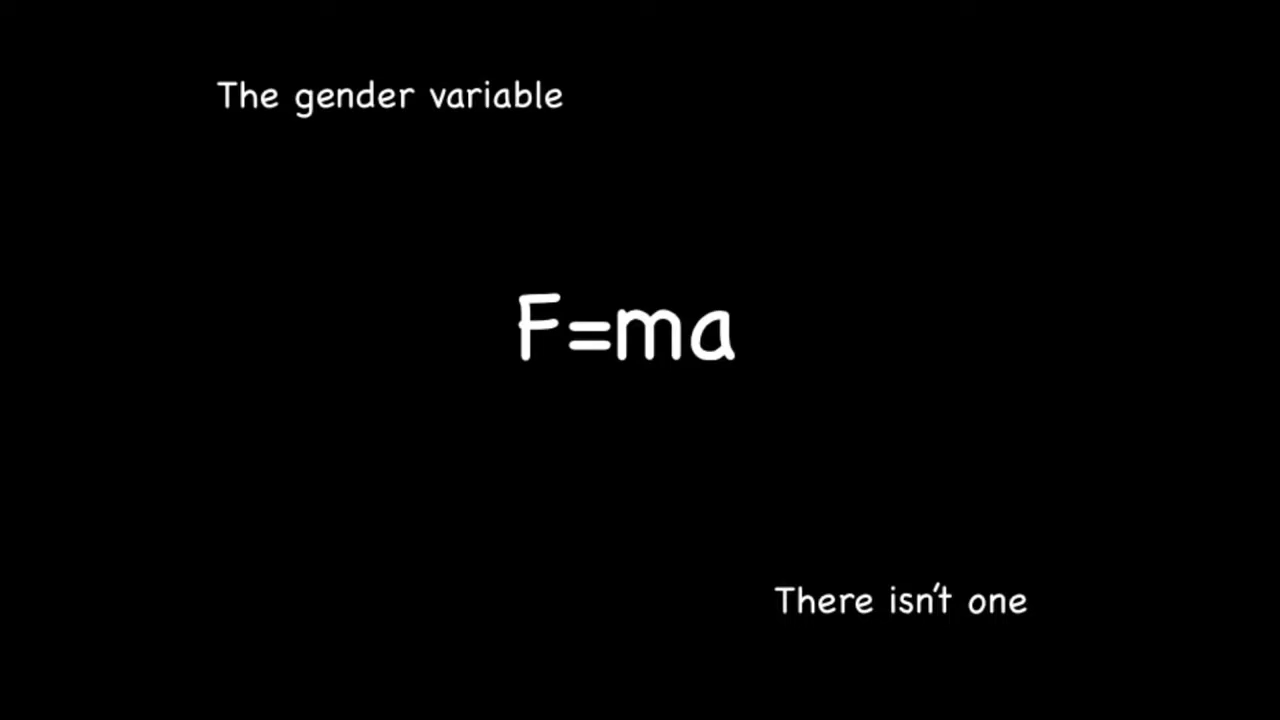 The gender variable
F=ma
There isn't one